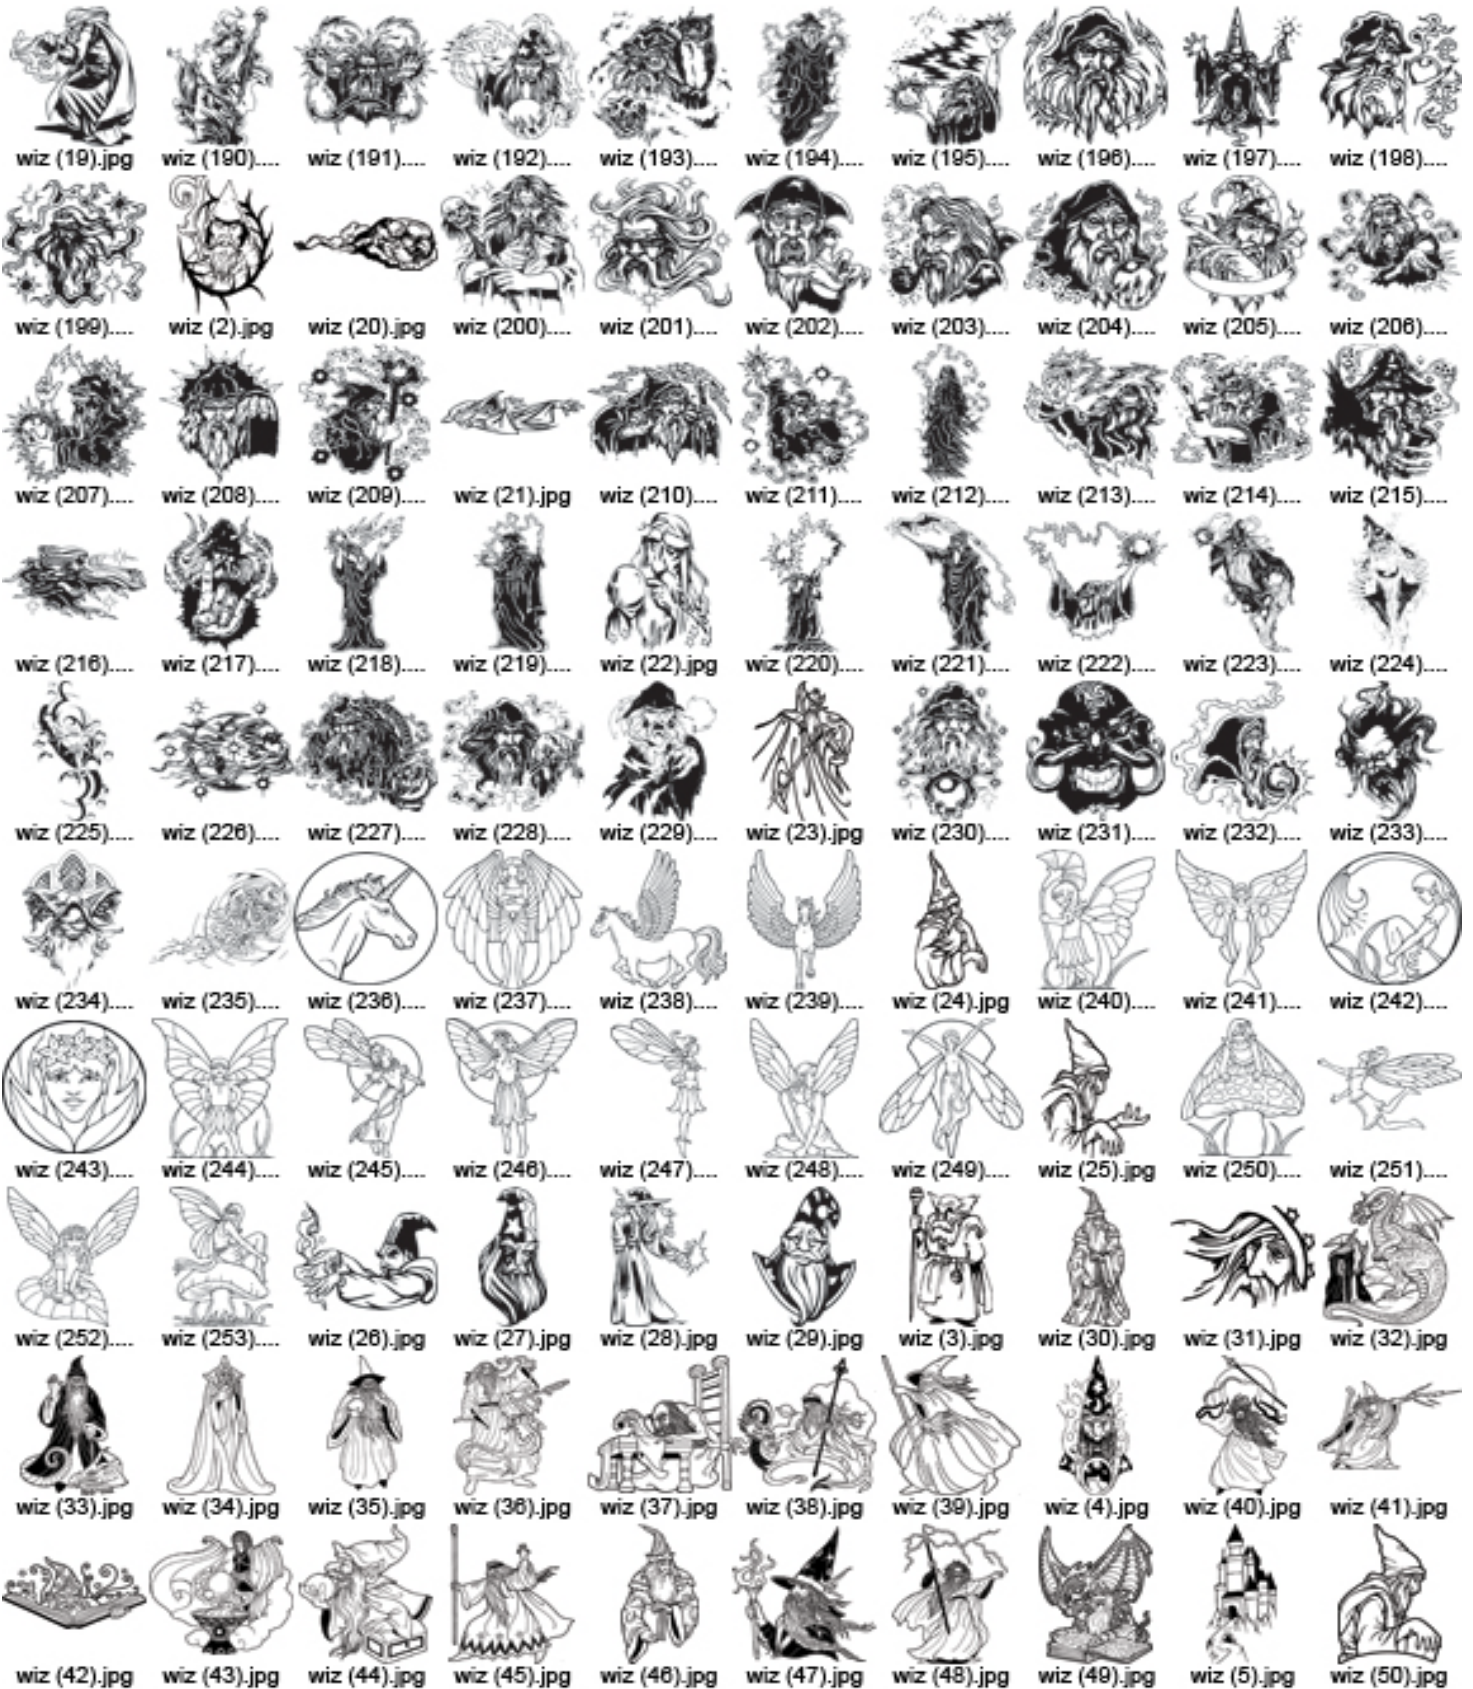 wiz (19).jpg wiz (190).... wiz (191).... wiz (192).... wiz (193).... wiz (194).... wiz (195).... wiz (196).... wiz (197).... wiz (198)....
wiz (199).... wiz (2).jpg wiz (20).jpg wiz (200).... wiz (201).... wiz (202).... wiz (203).... wiz (204).... wiz (205).... wiz (206)....
wiz (207).... wiz (208).... wiz (209).... wiz (21).jpg wiz (210).... wiz (211).... wiz (212).... wiz (213).... wiz (214).... wiz (215)....
wiz (216).... wiz (217).... wiz (218).... wiz (219).... wiz (22).jpg wiz (220).... wiz (221).... wiz (222).... wiz (223).... wiz (224)....
wiz (225).... wiz (226).... wiz (227).... wiz (228).... wiz (229).... wiz (23).jpg wiz (230).... wiz (231).... wiz (232).... wiz (233)....
wiz (234).... wiz (235).... wiz (236).... wiz (237).... wiz (238).... wiz (239).... wiz (24).jpg wiz (240).... wiz (241).... wiz (242)....
wiz (243).... wiz (244).... wiz (245).... wiz (246).... wiz (247).... wiz (248).... wiz (249).... wiz (25).jpg wiz (250).... wiz (251)....
wiz (252).... wiz (253).... wiz (26).jpg wiz (27).jpg wiz (28).jpg wiz (29).jpg wiz (3).jpg wiz (30).jpg wiz (31).jpg wiz (32).jpg
wiz (33).jpg wiz (34).jpg wiz (35).jpg wiz (36).jpg wiz (37).jpg wiz (38).jpg wiz (39).jpg wiz (4).jpg wiz (40).jpg wiz (41).jpg
wiz (42).jpg wiz (43).jpg wiz (44).jpg wiz (45).jpg wiz (46).jpg wiz (47).jpg wiz (48).jpg wiz (49).jpg wiz (5).jpg wiz (50).jpg